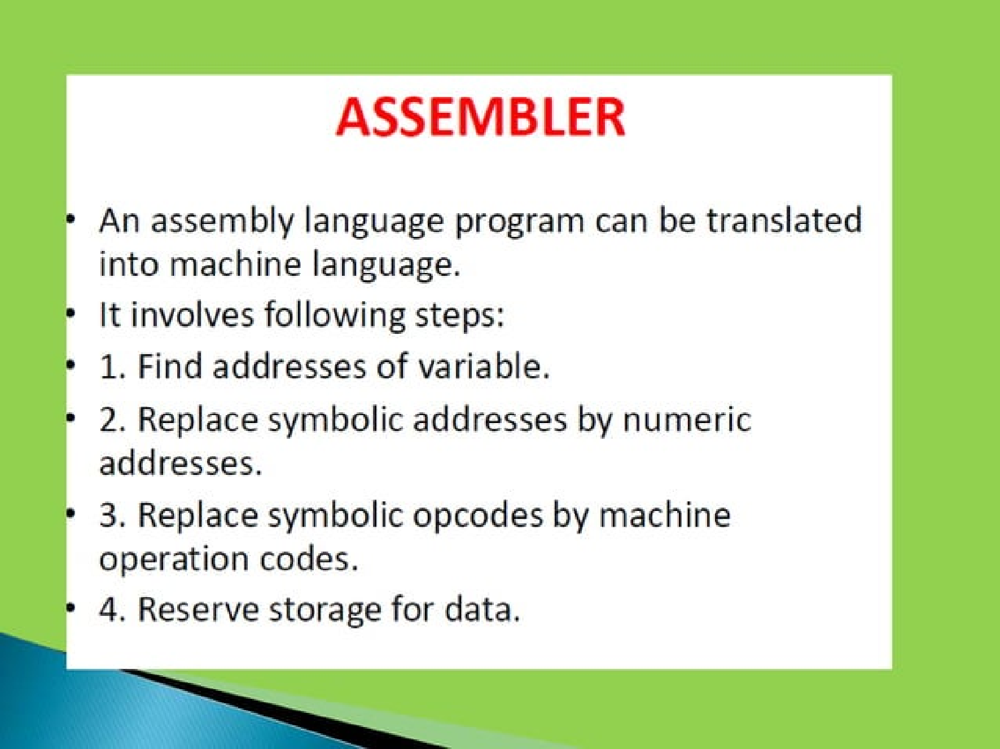 ASSEMBLER
• An assembly language program can be translated
into machine language.
• It involves following steps:
• 1. Find addresses of variable.
• 2. Replace symbolic addresses by numeric
addresses.
• 3. Replace symbolic opcodes by machine
operation codes.
• 4. Reserve storage for data.